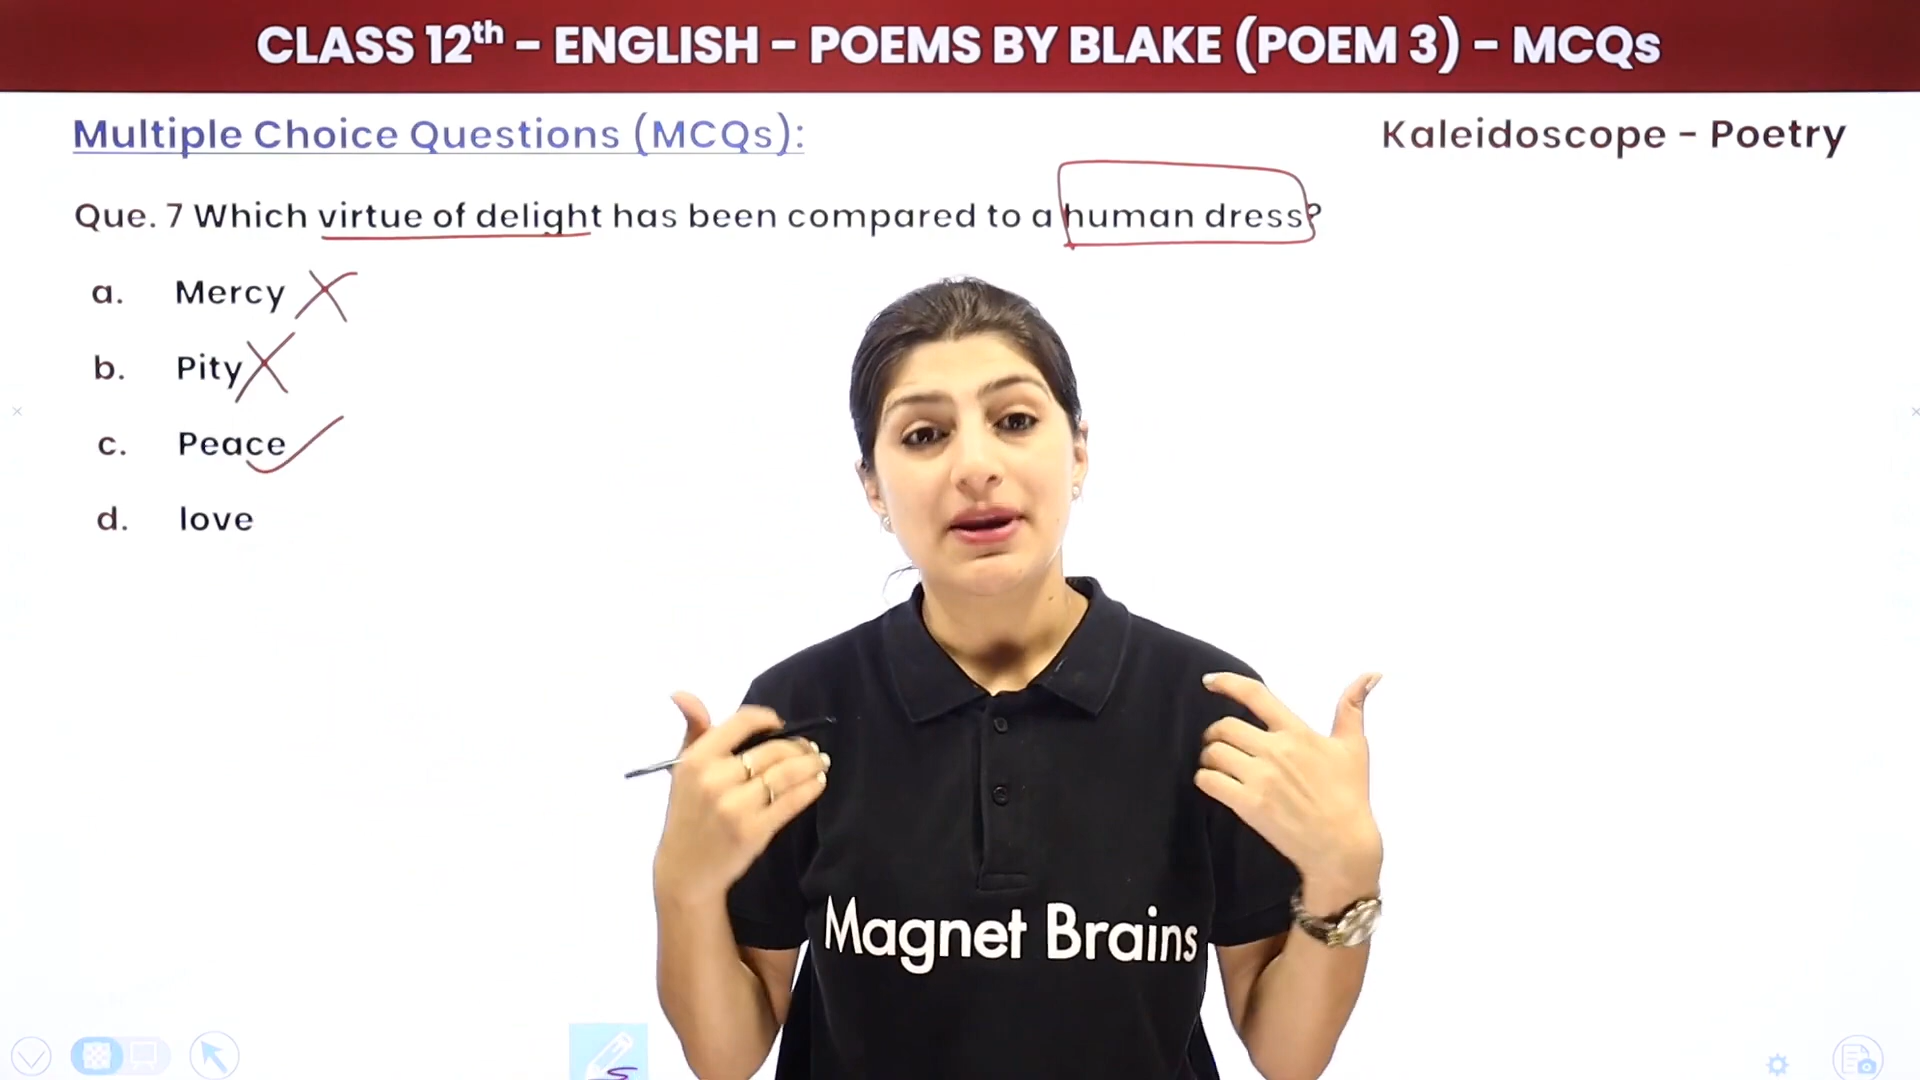 CLASS 12th - ENGLISH - POEMS BY BLAKE (POEM 3) - MCQs
Multiple Choice Questions (MCQs):
Kaleidoscope - Poetry
Que. 7 Which virtue of delight has been compared to a human dress?
a. Mercy
b. Pity
c. Peace
d. love
Magnet Brains